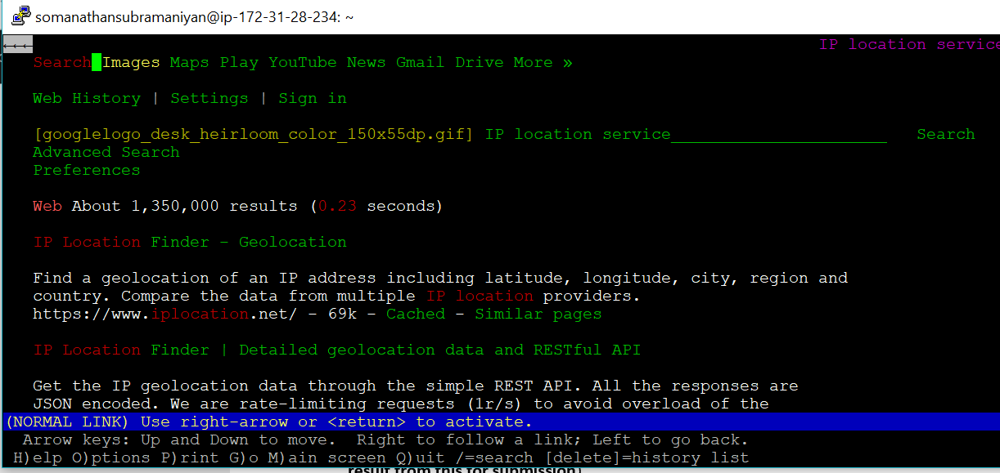 somanathansubramaniyan@ip-172-31-28-234: ~
←←← IP location service
Search Images Maps Play YouTube News Gmail Drive More »
Web History | Settings | Sign in
[googlelogo_desk_heirloom_color_150x55dp.gif] IP location service______________________ Search
Advanced Search
Preferences
Web About 1,350,000 results (0.23 seconds)
IP Location Finder - Geolocation
Find a geolocation of an IP address including latitude, longitude, city, region and
country. Compare the data from multiple IP location providers.
https://www.iplocation.net/ - 69k - Cached - Similar pages
IP Location Finder | Detailed geolocation data and RESTful API
Get the IP geolocation data through the simple REST API. All the responses are
JSON encoded. We are rate-limiting requests (1r/s) to avoid overload of the
(NORMAL LINK) Use right-arrow or <return> to activate.
Arrow keys: Up and Down to move. Right to follow a link; Left to go back.
H)elp O)ptions P)rint G)o M)ain screen Q)uit /=search [delete]=history list
result from this for submission)